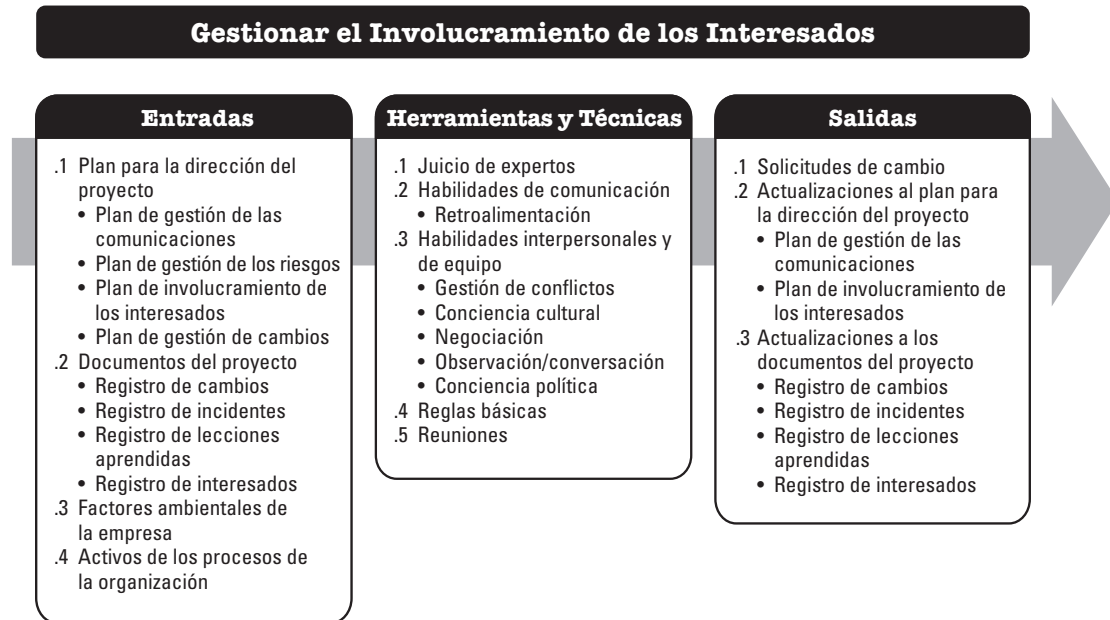 Gestionar el Involucramiento de los Interesados
Entradas
.1 Plan para la dirección del
proyecto
• Plan de gestión de las
comunicaciones
• Plan de gestión de los riesgos
• Plan de involucramiento de
los interesados
• Plan de gestión de cambios
.2 Documentos del proyecto
• Registro de cambios
• Registro de incidentes
• Registro de lecciones
aprendidas
• Registro de interesados
.3 Factores ambientales de
la empresa
.4 Activos de los procesos de
la organización
Herramientas y Técnicas
.1 Juicio de expertos
.2 Habilidades de comunicación
• Retroalimentación
.3 Habilidades interpersonales y
de equipo
• Gestión de conflictos
• Conciencia cultural
• Negociación
• Observación/conversación
• Conciencia política
.4 Reglas básicas
.5 Reuniones
Salidas
.1 Solicitudes de cambio
.2 Actualizaciones al plan para
la dirección del proyecto
• Plan de gestión de las
comunicaciones
• Plan de involucramiento de
los interesados
.3 Actualizaciones a los
documentos del proyecto
• Registro de cambios
• Registro de incidentes
• Registro de lecciones
aprendidas
• Registro de interesados